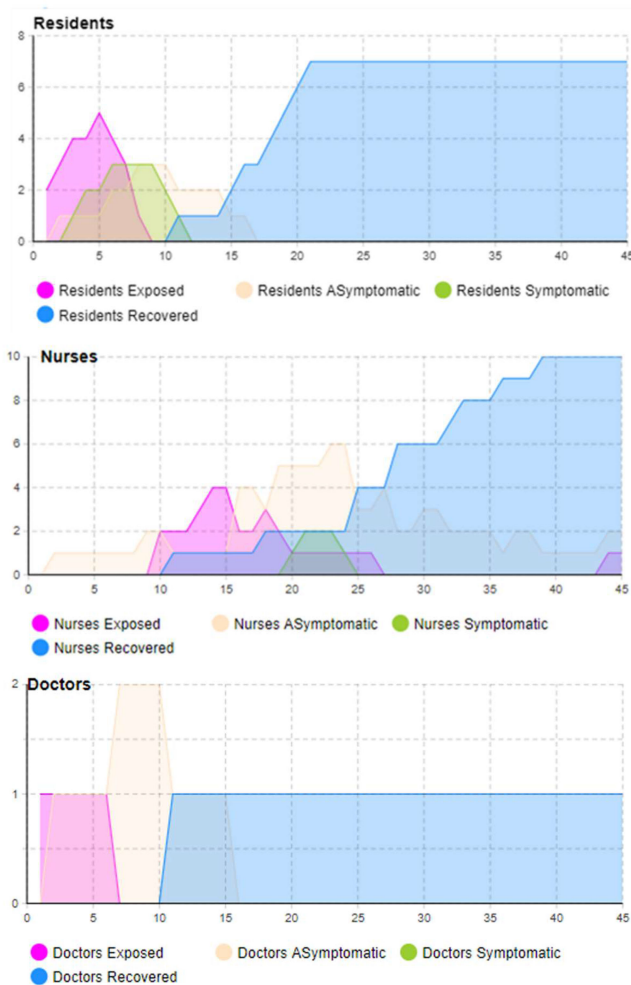 Residents
8
6
4
2
0
0 5 10 15 20 25 30 35 40 45
Residents Exposed Residents ASymptomatic Residents Symptomatic
Residents Recovered
10
Nurses
8
6
4
2
0
0 5 10 15 20 25 30 35 40 45
Nurses Exposed Nurses ASymptomatic Nurses Symptomatic
Nurses Recovered
Doctors
2
1
0
0 5 10 15 20 25 30 35 40 45
Doctors Exposed Doctors ASymptomatic Doctors Symptomatic
Doctors Recovered